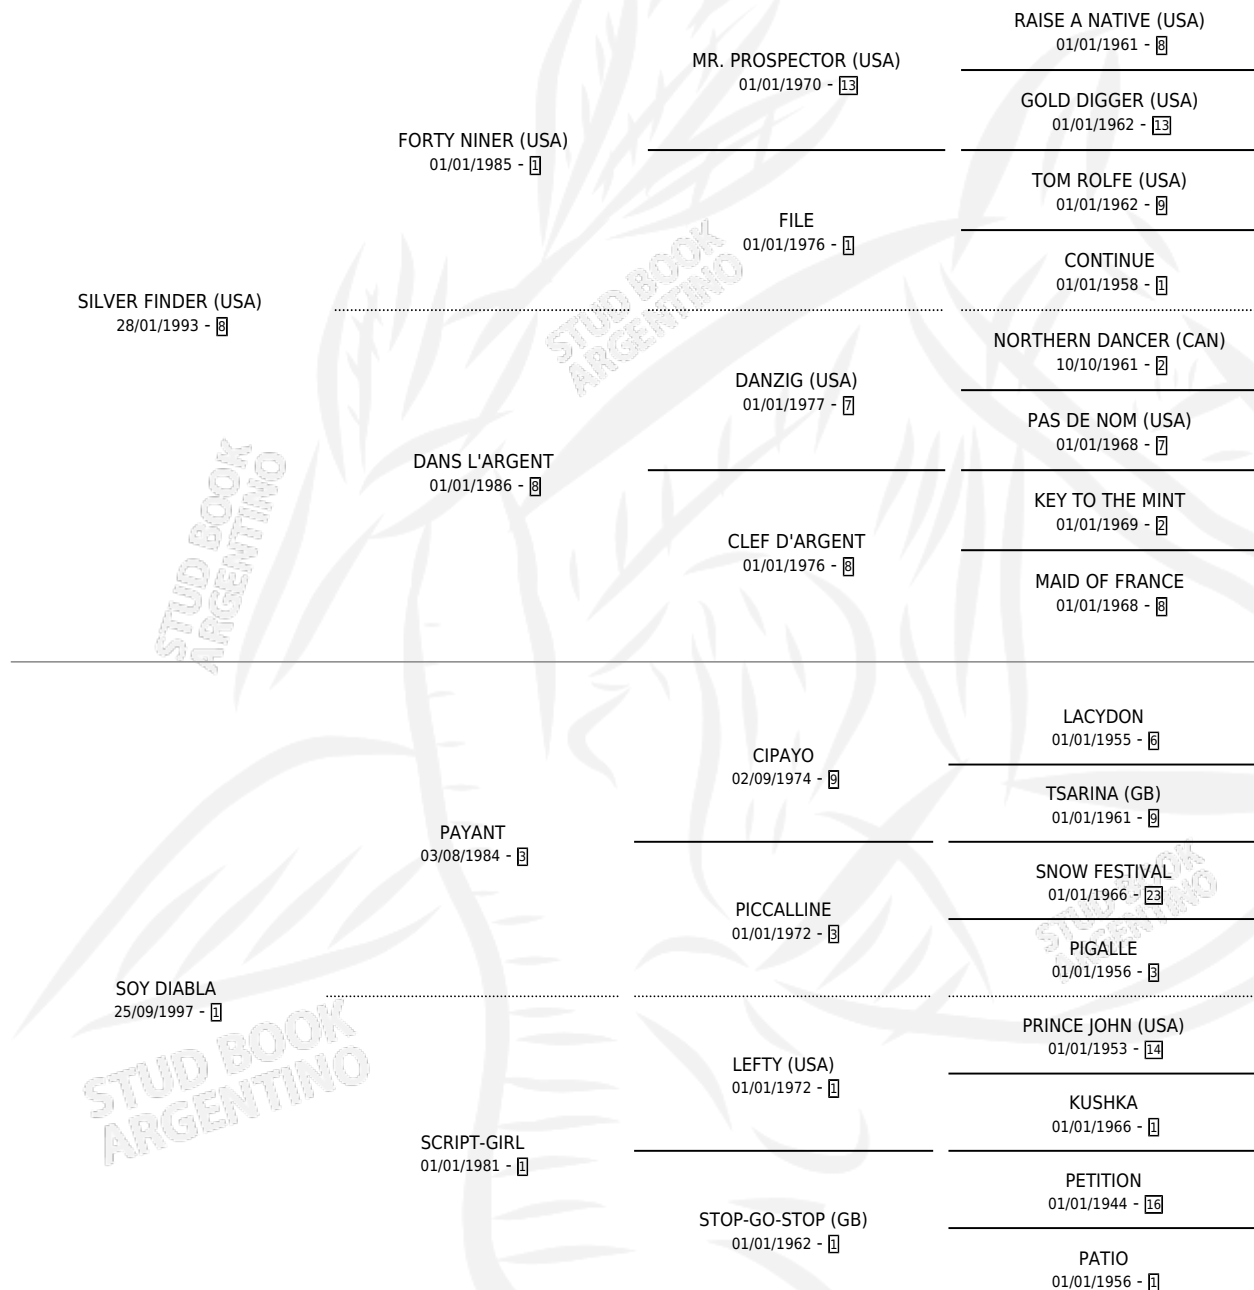 RAISE A NATIVE (USA)
01/01/1961 - 8
MR. PROSPECTOR (USA)
01/01/1970 - 13
GOLD DIGGER (USA)
01/01/1962 - 13
FORTY NINER (USA)
01/01/1985 - 1
TOM ROLFE (USA)
01/01/1962 - 9
FILE
01/01/1976 - 1
CONTINUE
01/01/1958 - 1
SILVER FINDER (USA)
28/01/1993 - 8
NORTHERN DANCER (CAN)
10/10/1961 - 2
DANZIG (USA)
01/01/1977 - 7
PAS DE NOM (USA)
01/01/1968 - 7
DANS L'ARGENT
01/01/1986 - 8
KEY TO THE MINT
01/01/1969 - 2
CLEF D'ARGENT
01/01/1976 - 8
MAID OF FRANCE
01/01/1968 - 8
LACYDON
01/01/1955 - 6
CIPAYO
02/09/1974 - 9
TSARINA (GB)
01/01/1961 - 9
PAYANT
03/08/1984 - 3
SNOW FESTIVAL
01/01/1966 - 23
PICCALLINE
01/01/1972 - 3
PIGALLE
01/01/1956 - 3
SOY DIABLA
25/09/1997 - 1
PRINCE JOHN (USA)
01/01/1953 - 14
LEFTY (USA)
01/01/1972 - 1
KUSHKA
01/01/1966 - 1
SCRIPT-GIRL
01/01/1981 - 1
PETITION
01/01/1944 - 16
STOP-GO-STOP (GB)
01/01/1962 - 1
PATIO
01/01/1956 - 1
STUD BOOK
ARGENTINO
STUD BOOK
ARGENTINO
STUD BOOK
ARGENTINO
STUD BOOK
ARGENTINO